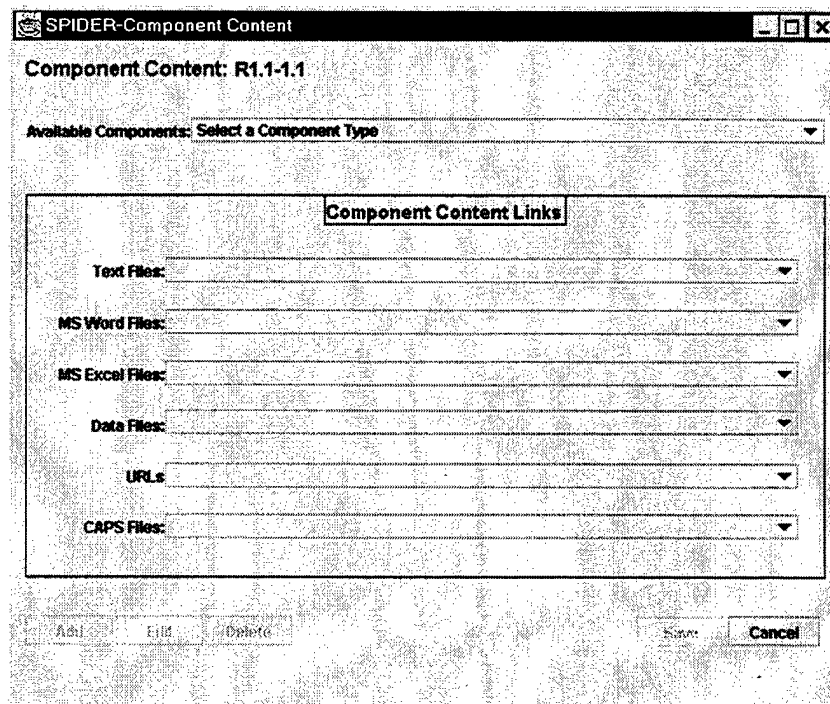 SPIDER-Component Content
Component Content: R1.1-1.1
Available Components: Select a Component Type
Component Content Links
Text Files:
MS Word Files:
MS Excel Files:
Data Files:
URLs
CAPS Files:
Add Edit Delete Save Cancel